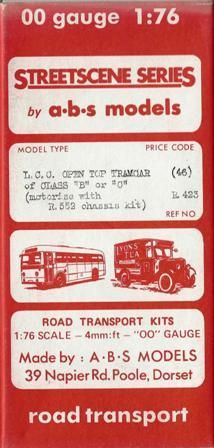 00 gauge 1:76
STREETSCENE SERIES
by a·b·s models
MODEL TYPE PRICE CODE
L.C.C. OPEN TOP TRAMCAR (46)
of CLASS "B" or "C"
(motorize with R 423
R.552 chassis kit)
REF NO
LYONS'
TEA
ROAD TRANSPORT KITS
1:76 SCALE - 4mm:ft - "OO" GAUGE
Made by: A·B·S MODELS
39 Napier Rd. Poole, Dorset
road transport